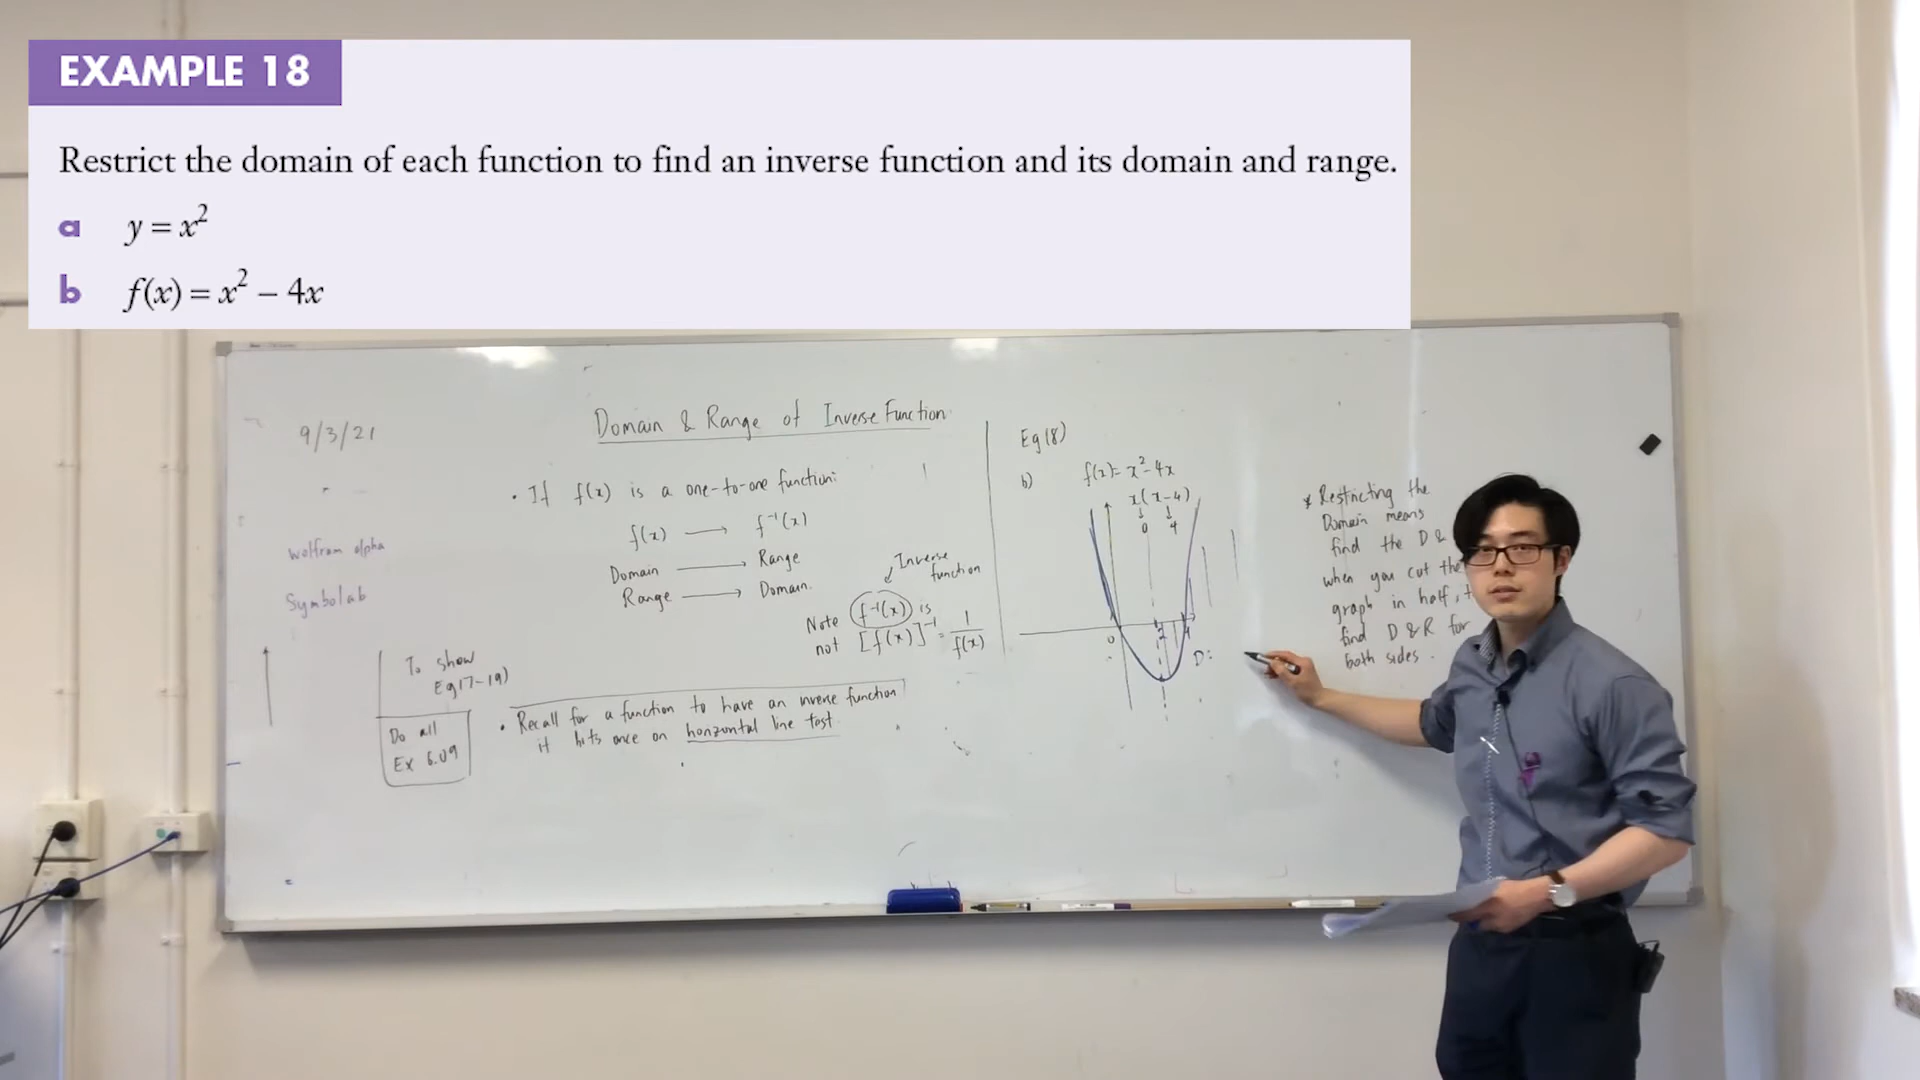 EXAMPLE 18
Restrict the domain of each function to find an inverse function and its domain and range.
a y = x²
b f(x) = x² – 4x
9/3/21
Domain & Range of Inverse Function
• If f(x) is a one-to-one function:
f(x) → f⁻¹(x)
Domain → Range
Range → Domain.
Inverse
function
Note f⁻¹(x) is
not [f(x)]⁻¹ = 1/f(x)
wolfram alpha
Symbolab
To show
Eg17-19)
Do all
Ex 6.09
• Recall for a function to have an inverse function
it hits once on horizontal line test.
Eg 18)
b) f(x) = x² - 4x
x(x-4)
↓ ↓
0 4
0 2 4
D:
* Restricting the
Domain means
find the D &
when you cut the
graph in half,
find D & R for
both sides.